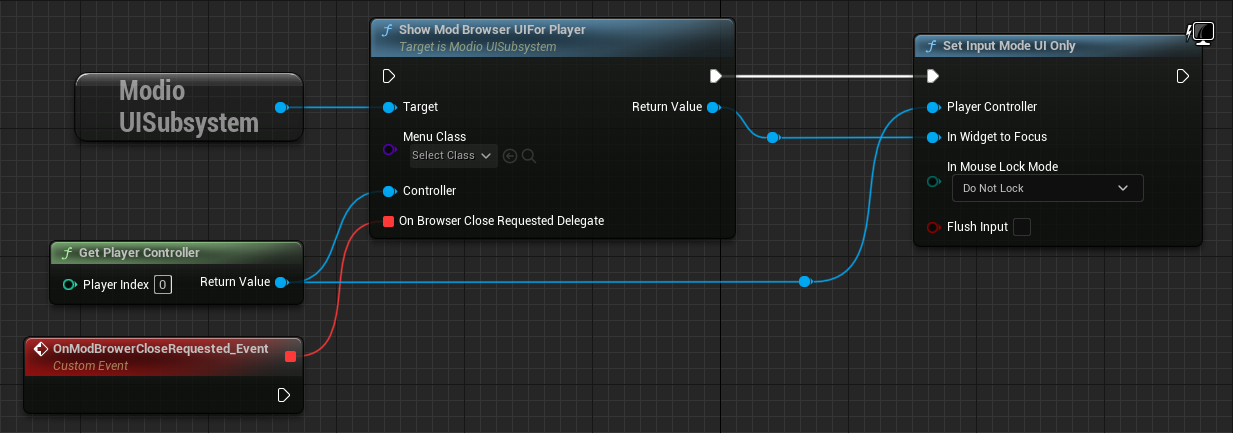 Modio
UISubsystem
f Show Mod Browser UIFor Player
Target is Modio UISubsystem
Target
Return Value
Menu Class
Select Class
Controller
On Browser Close Requested Delegate
f Set Input Mode UI Only
Player Controller
In Widget to Focus
In Mouse Lock Mode
Do Not Lock
Flush Input
f Get Player Controller
Player Index 0
Return Value
OnModBrowerCloseRequested_Event
Custom Event